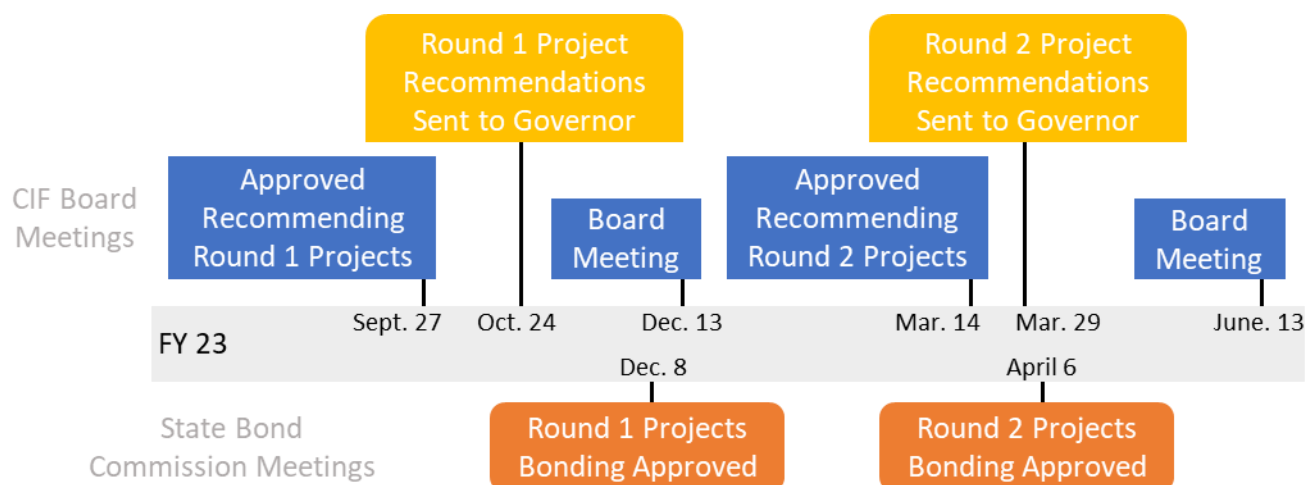 Round 1 Project
Recommendations
Sent to Governor
Round 2 Project
Recommendations
Sent to Governor
CIF Board
Meetings
Approved
Recommending
Round 1 Projects
Board
Meeting
Approved
Recommending
Round 2 Projects
Board
Meeting
FY 23
Sept. 27
Oct. 24
Dec. 13
Mar. 14
Mar. 29
June. 13
Dec. 8
April 6
State Bond
Commission Meetings
Round 1 Projects
Bonding Approved
Round 2 Projects
Bonding Approved